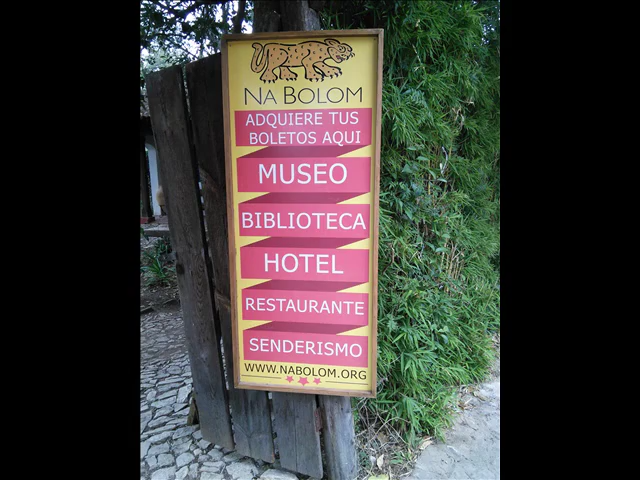 NA BOLOM
ADQUIERE TUS
BOLETOS AQUI
MUSEO
BIBLIOTECA
HOTEL
RESTAURANTE
SENDERISMO
WWW.NABOLOM.ORG